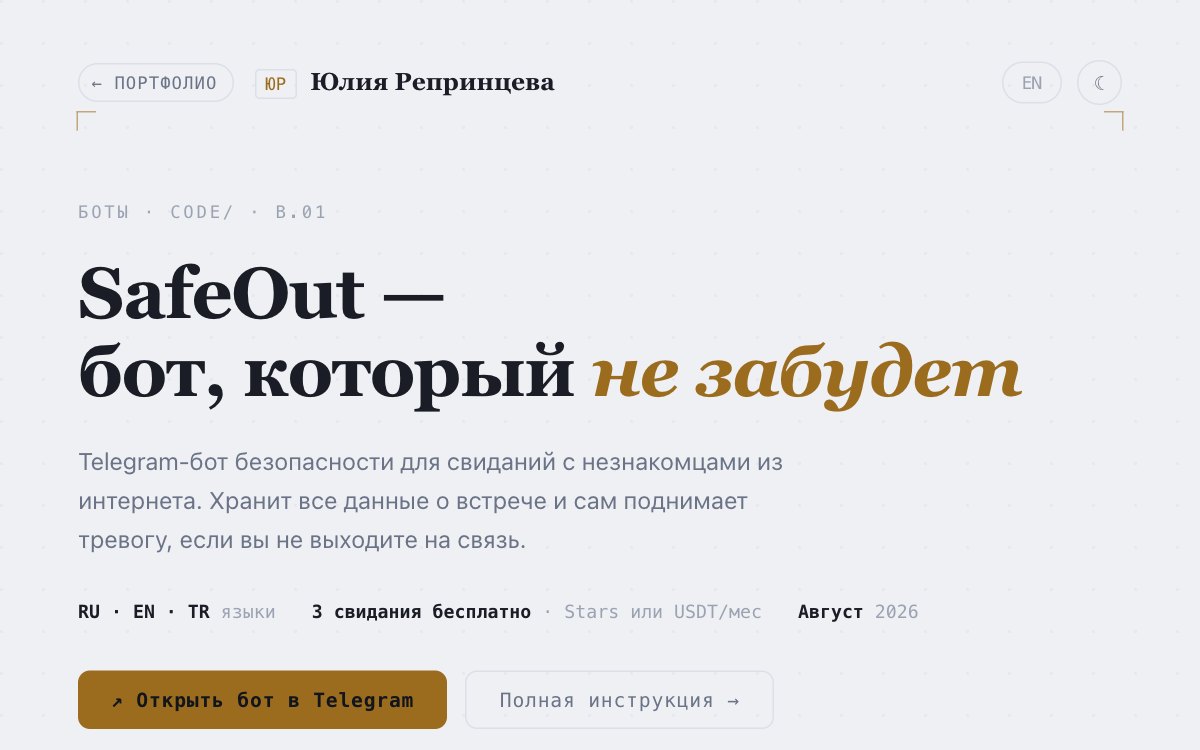 ← ПОРТФОЛИО ЮР Юлия Репринцева EN ☾
БОТЫ · CODE/ · B.01
SafeOut —
бот, который не забудет
Telegram-бот безопасности для свиданий с незнакомцами из
интернета. Хранит все данные о встрече и сам поднимает
тревогу, если вы не выходите на связь.
RU · EN · TR языки 3 свидания бесплатно · Stars или USDT/мес Август 2026
↗ Открыть бот в Telegram Полная инструкция →